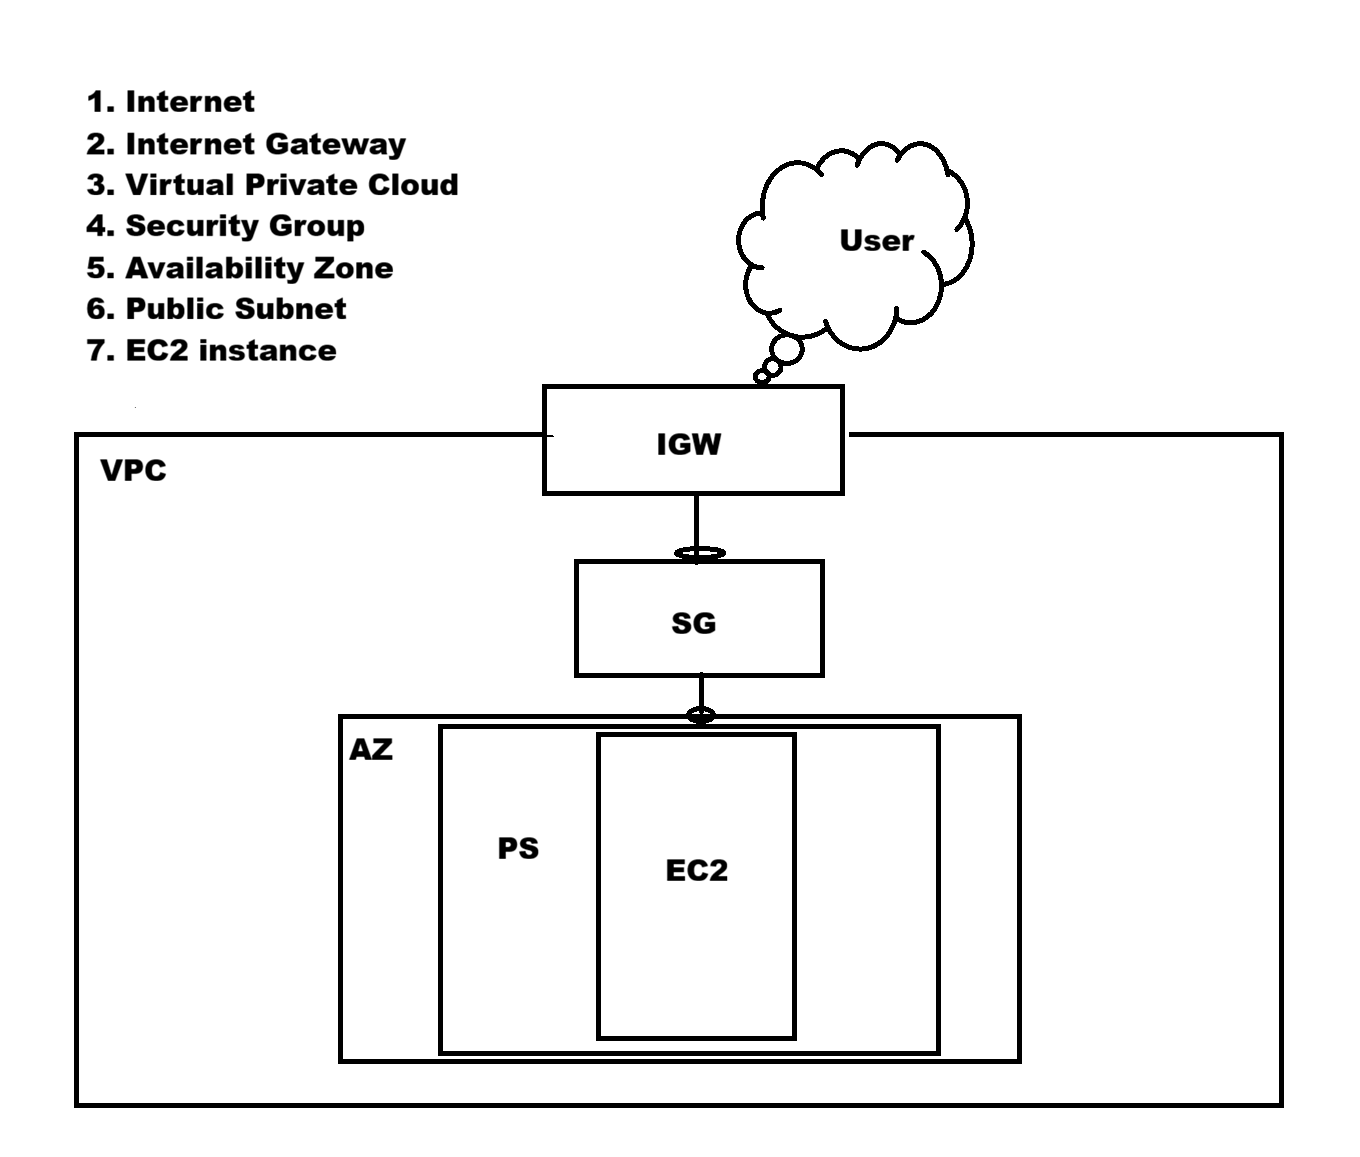 1. Internet
2. Internet Gateway
3. Virtual Private Cloud
4. Security Group
5. Availability Zone
6. Public Subnet
7. EC2 instance
User
IGW
VPC
SG
AZ
PS
EC2